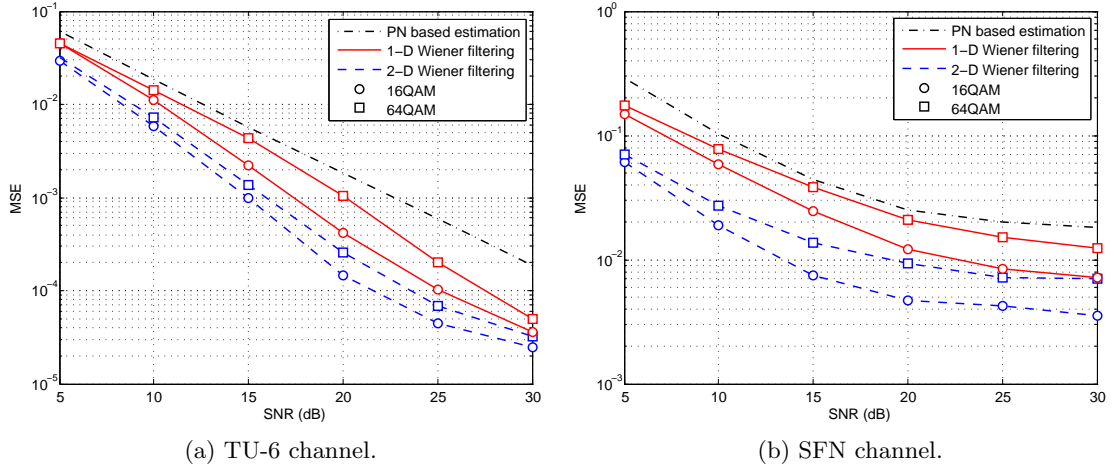 10⁻¹
10⁻²
10⁻³
10⁻⁴
10⁻⁵
MSE
5 10 15 20 25 30
SNR (dB)
PN based estimation
1−D Wiener filtering
2−D Wiener filtering
16QAM
64QAM
(a) TU-6 channel.
10⁰
10⁻¹
10⁻²
10⁻³
MSE
5 10 15 20 25 30
SNR (dB)
PN based estimation
1−D Wiener filtering
2−D Wiener filtering
16QAM
64QAM
(b) SFN channel.